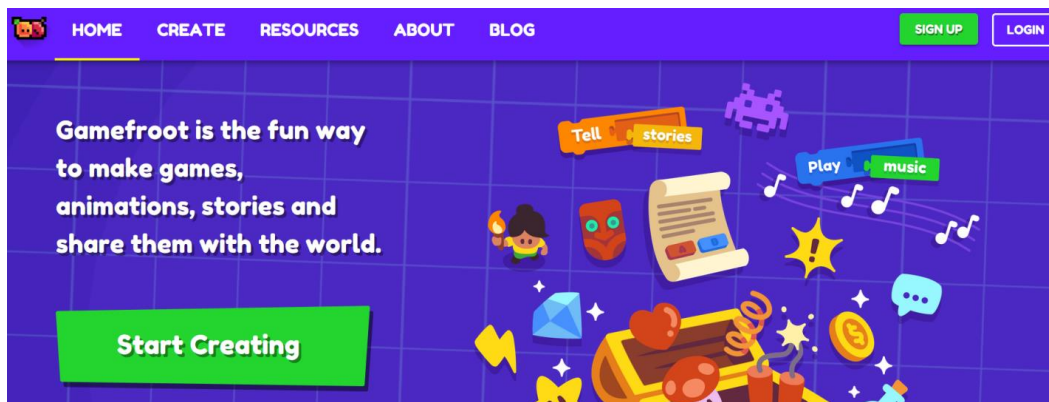 HOME CREATE RESOURCES ABOUT BLOG SIGN UP LOGIN
Gamefroot is the fun way
to make games,
animations, stories and
share them with the world.
Start Creating
Tell stories
Play music
A B